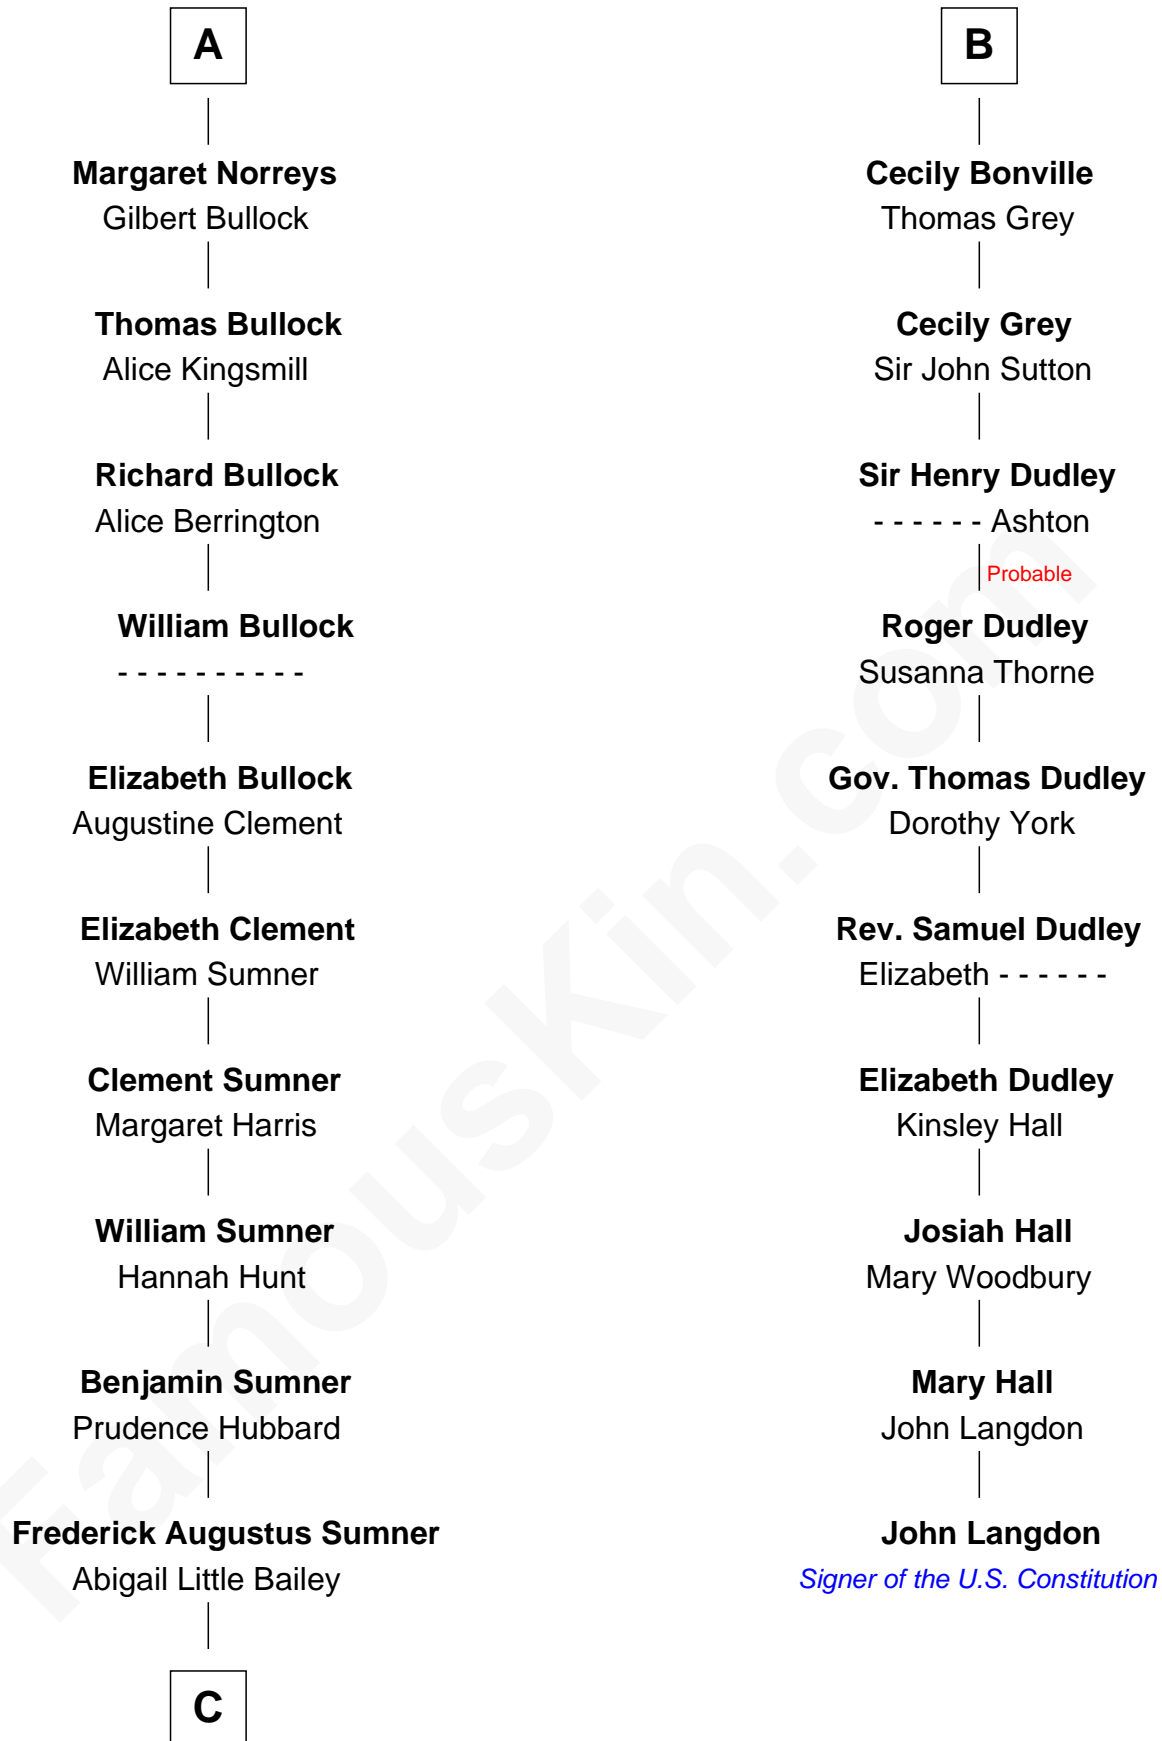 A
Margaret Norreys
Gilbert Bullock
Thomas Bullock
Alice Kingsmill
Richard Bullock
Alice Berrington
William Bullock
- - - - - - - - - -
Elizabeth Bullock
Augustine Clement
Elizabeth Clement
William Sumner
Clement Sumner
Margaret Harris
William Sumner
Hannah Hunt
Benjamin Sumner
Prudence Hubbard
Frederick Augustus Sumner
Abigail Little Bailey
C
B
Cecily Bonville
Thomas Grey
Cecily Grey
Sir John Sutton
Sir Henry Dudley
- - - - - - Ashton
Probable
Roger Dudley
Susanna Thorne
Gov. Thomas Dudley
Dorothy York
Rev. Samuel Dudley
Elizabeth - - - - - -
Elizabeth Dudley
Kinsley Hall
Josiah Hall
Mary Woodbury
Mary Hall
John Langdon
John Langdon
Signer of the U.S. Constitution
FamousKin.com